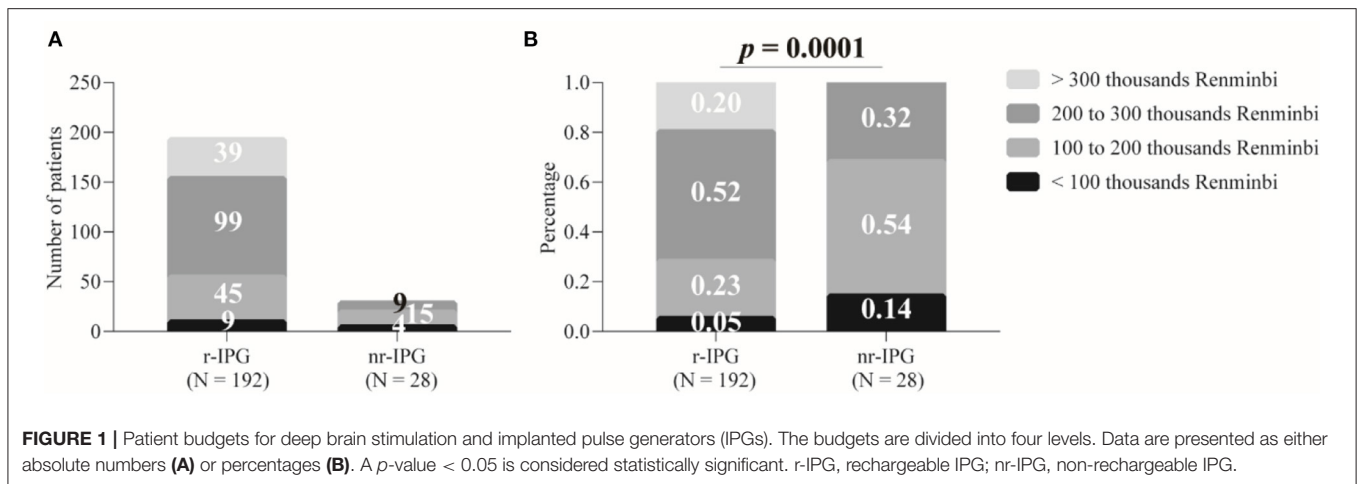 A
Number of patients
250
200
150
100
50
0
39
99
45
9
9
15
4
r-IPG
(N = 192)
nr-IPG
(N = 28)
B
p = 0.0001
Percentage
1.0
0.8
0.6
0.4
0.2
0.0
0.20
0.52
0.23
0.05
0.32
0.54
0.14
r-IPG
(N = 192)
nr-IPG
(N = 28)
> 300 thousands Renminbi
200 to 300 thousands Renminbi
100 to 200 thousands Renminbi
< 100 thousands Renminbi
FIGURE 1 | Patient budgets for deep brain stimulation and implanted pulse generators (IPGs). The budgets are divided into four levels. Data are presented as either
absolute numbers (A) or percentages (B). A p-value < 0.05 is considered statistically significant. r-IPG, rechargeable IPG; nr-IPG, non-rechargeable IPG.